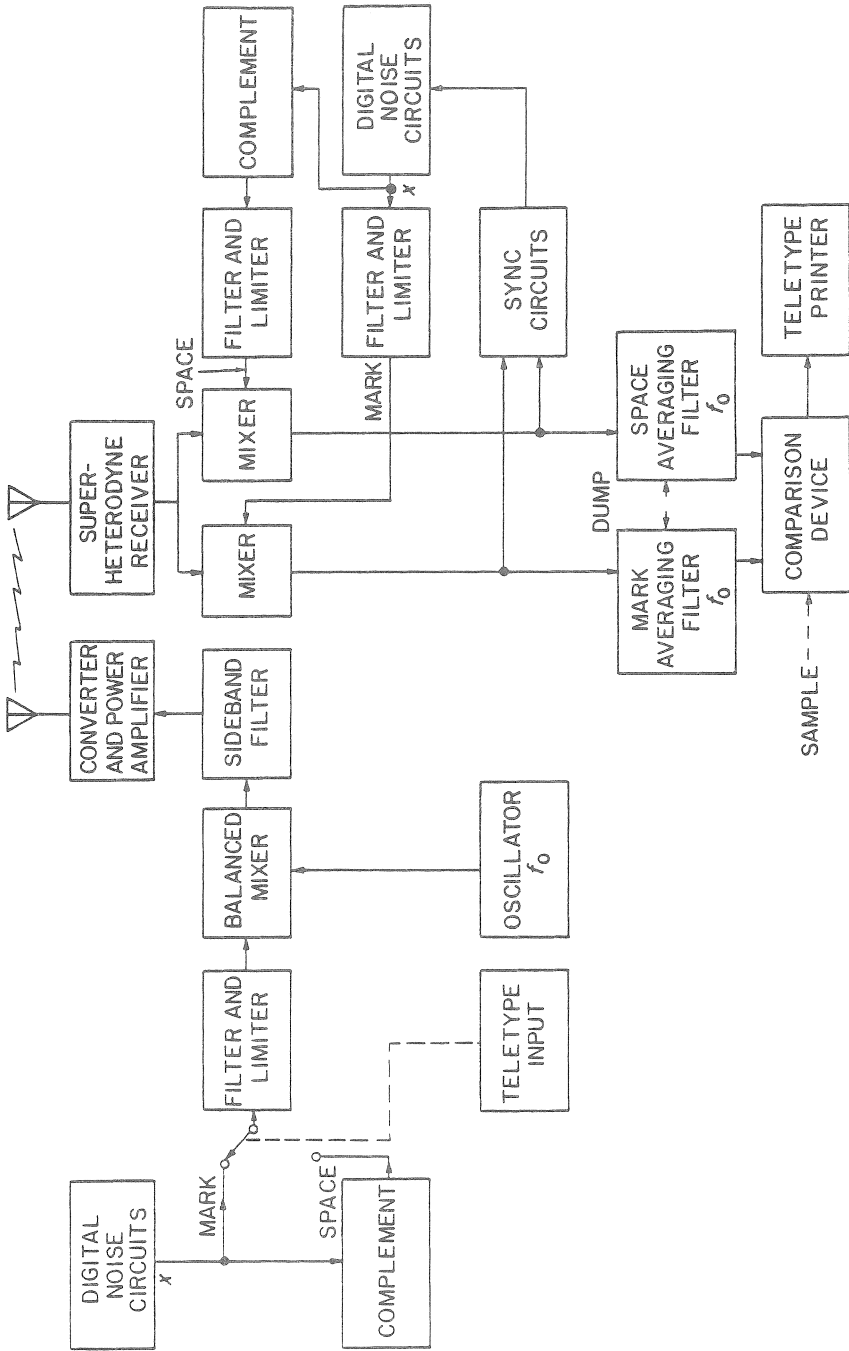 DIGITAL
NOISE
CIRCUITS
x
MARK
SPACE
COMPLEMENT
FILTER AND
LIMITER
TELETYPE
INPUT
BALANCED
MIXER
OSCILLATOR
f₀
SIDEBAND
FILTER
CONVERTER
AND POWER
AMPLIFIER
SUPER-
HETERODYNE
RECEIVER
MIXER
MIXER
SPACE
MARK
FILTER AND
LIMITER
FILTER AND
LIMITER
COMPLEMENT
DIGITAL
NOISE
CIRCUITS
x
SYNC
CIRCUITS
MARK
AVERAGING
FILTER
f₀
DUMP
SPACE
AVERAGING
FILTER
f₀
SAMPLE
COMPARISON
DEVICE
TELETYPE
PRINTER